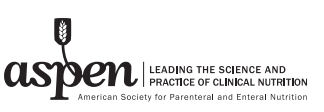 aspen
LEADING THE SCIENCE AND
PRACTICE OF CLINICAL NUTRITION
American Society for Parenteral and Enteral Nutrition